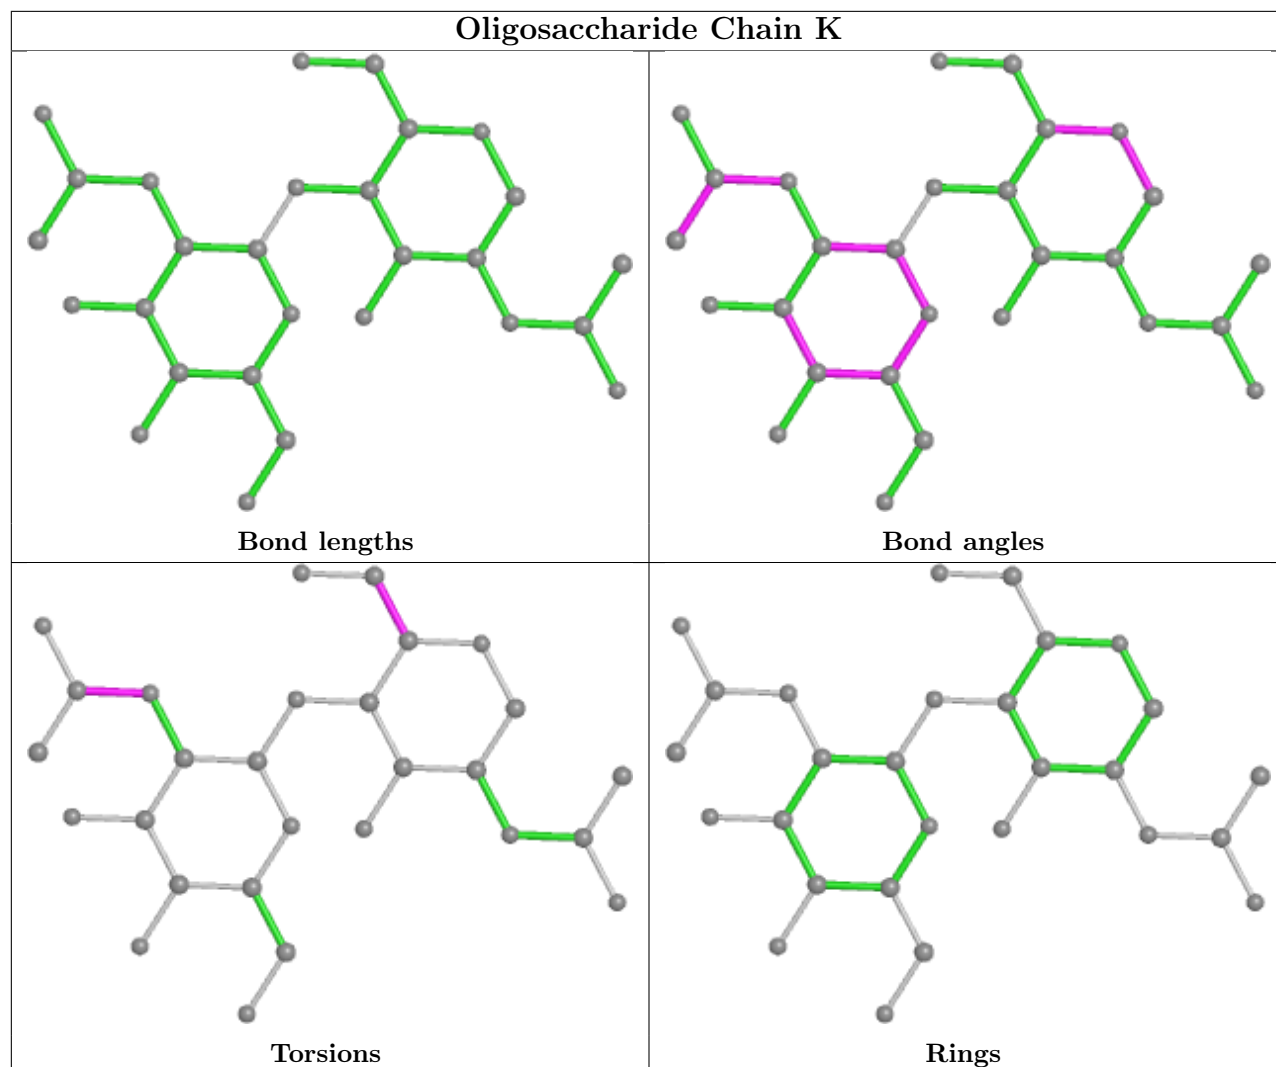 Oligosaccharide Chain K
Bond lengths
Bond angles
Torsions
Rings